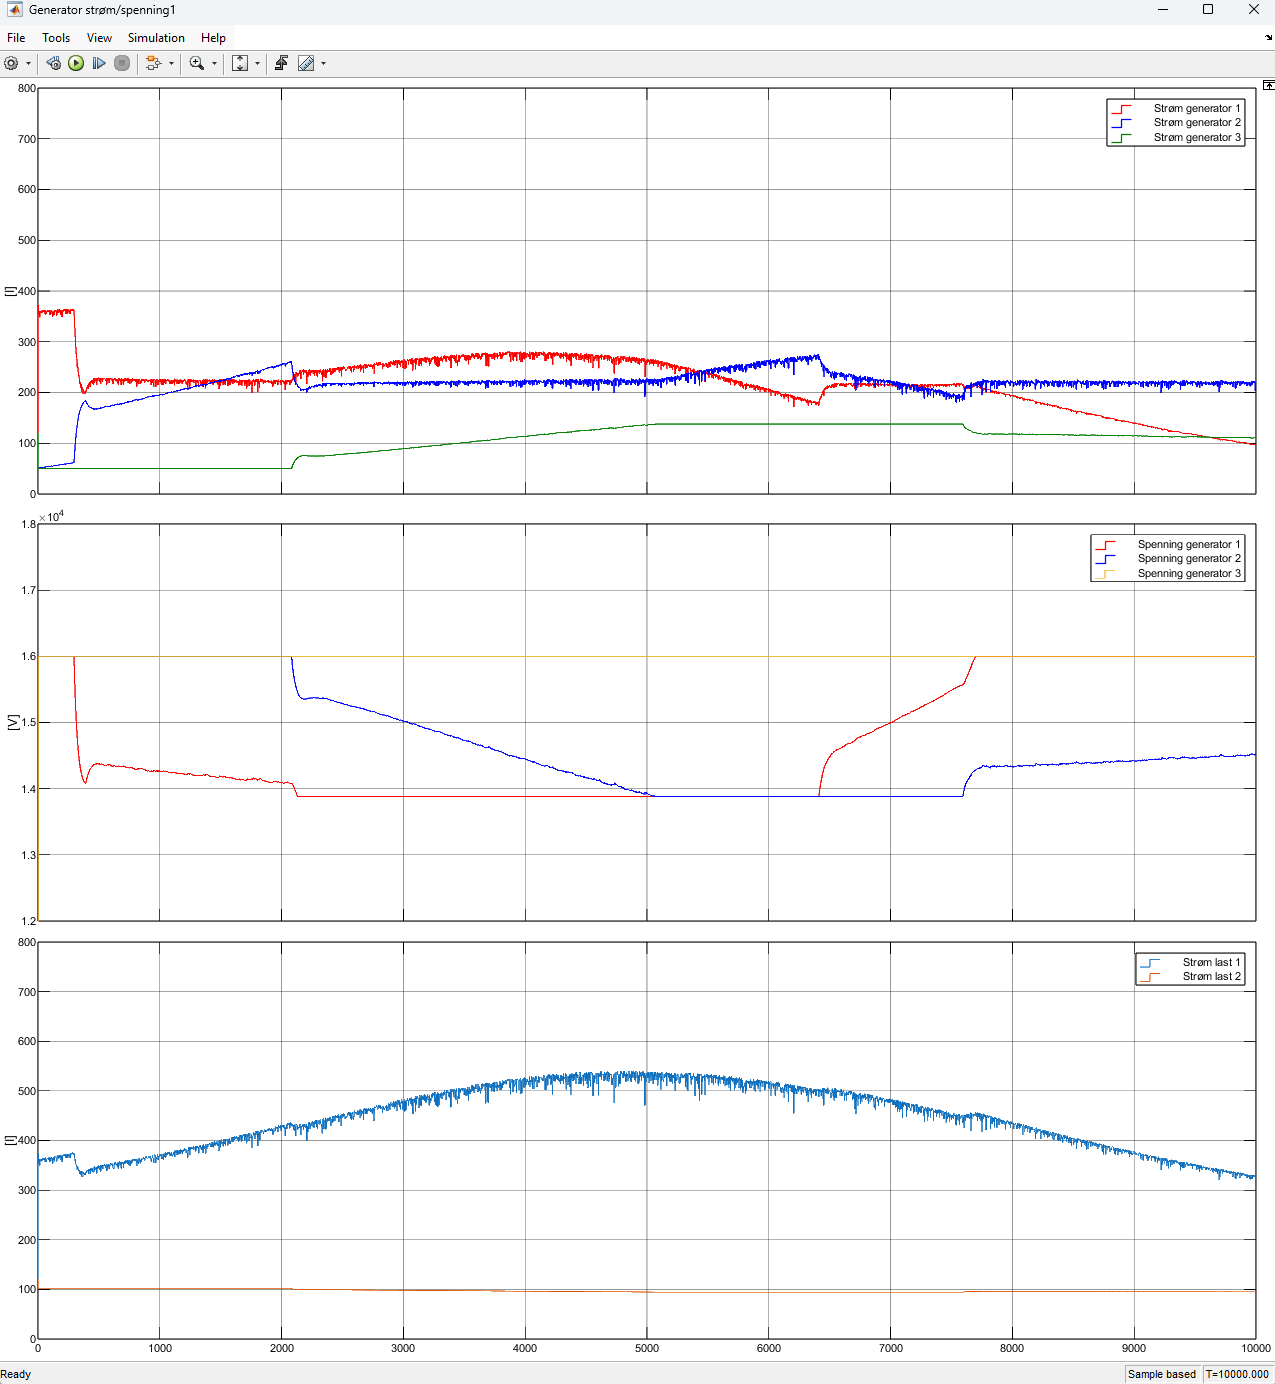 Generator strøm/spenning1
File Tools View Simulation Help
800
700
600
500
400
300
200
100
0
[I]
Strøm generator 1
Strøm generator 2
Strøm generator 3
×10⁴
1.8
1.7
1.6
1.5
1.4
1.3
1.2
[V]
Spenning generator 1
Spenning generator 2
Spenning generator 3
800
700
600
500
400
300
200
100
0
[I]
Strøm last 1
Strøm last 2
0 1000 2000 3000 4000 5000 6000 7000 8000 9000 10000
Ready
Sample based T=10000.000